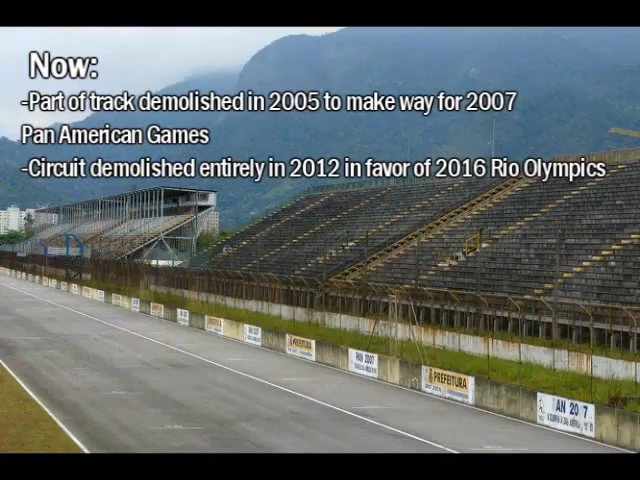 Now:
-Part of track demolished in 2005 to make way for 2007
Pan American Games
-Circuit demolished entirely in 2012 in favor of 2016 Rio Olympics
PREFEITURA
PAN 2007
PREFEITURA
AN 20 7